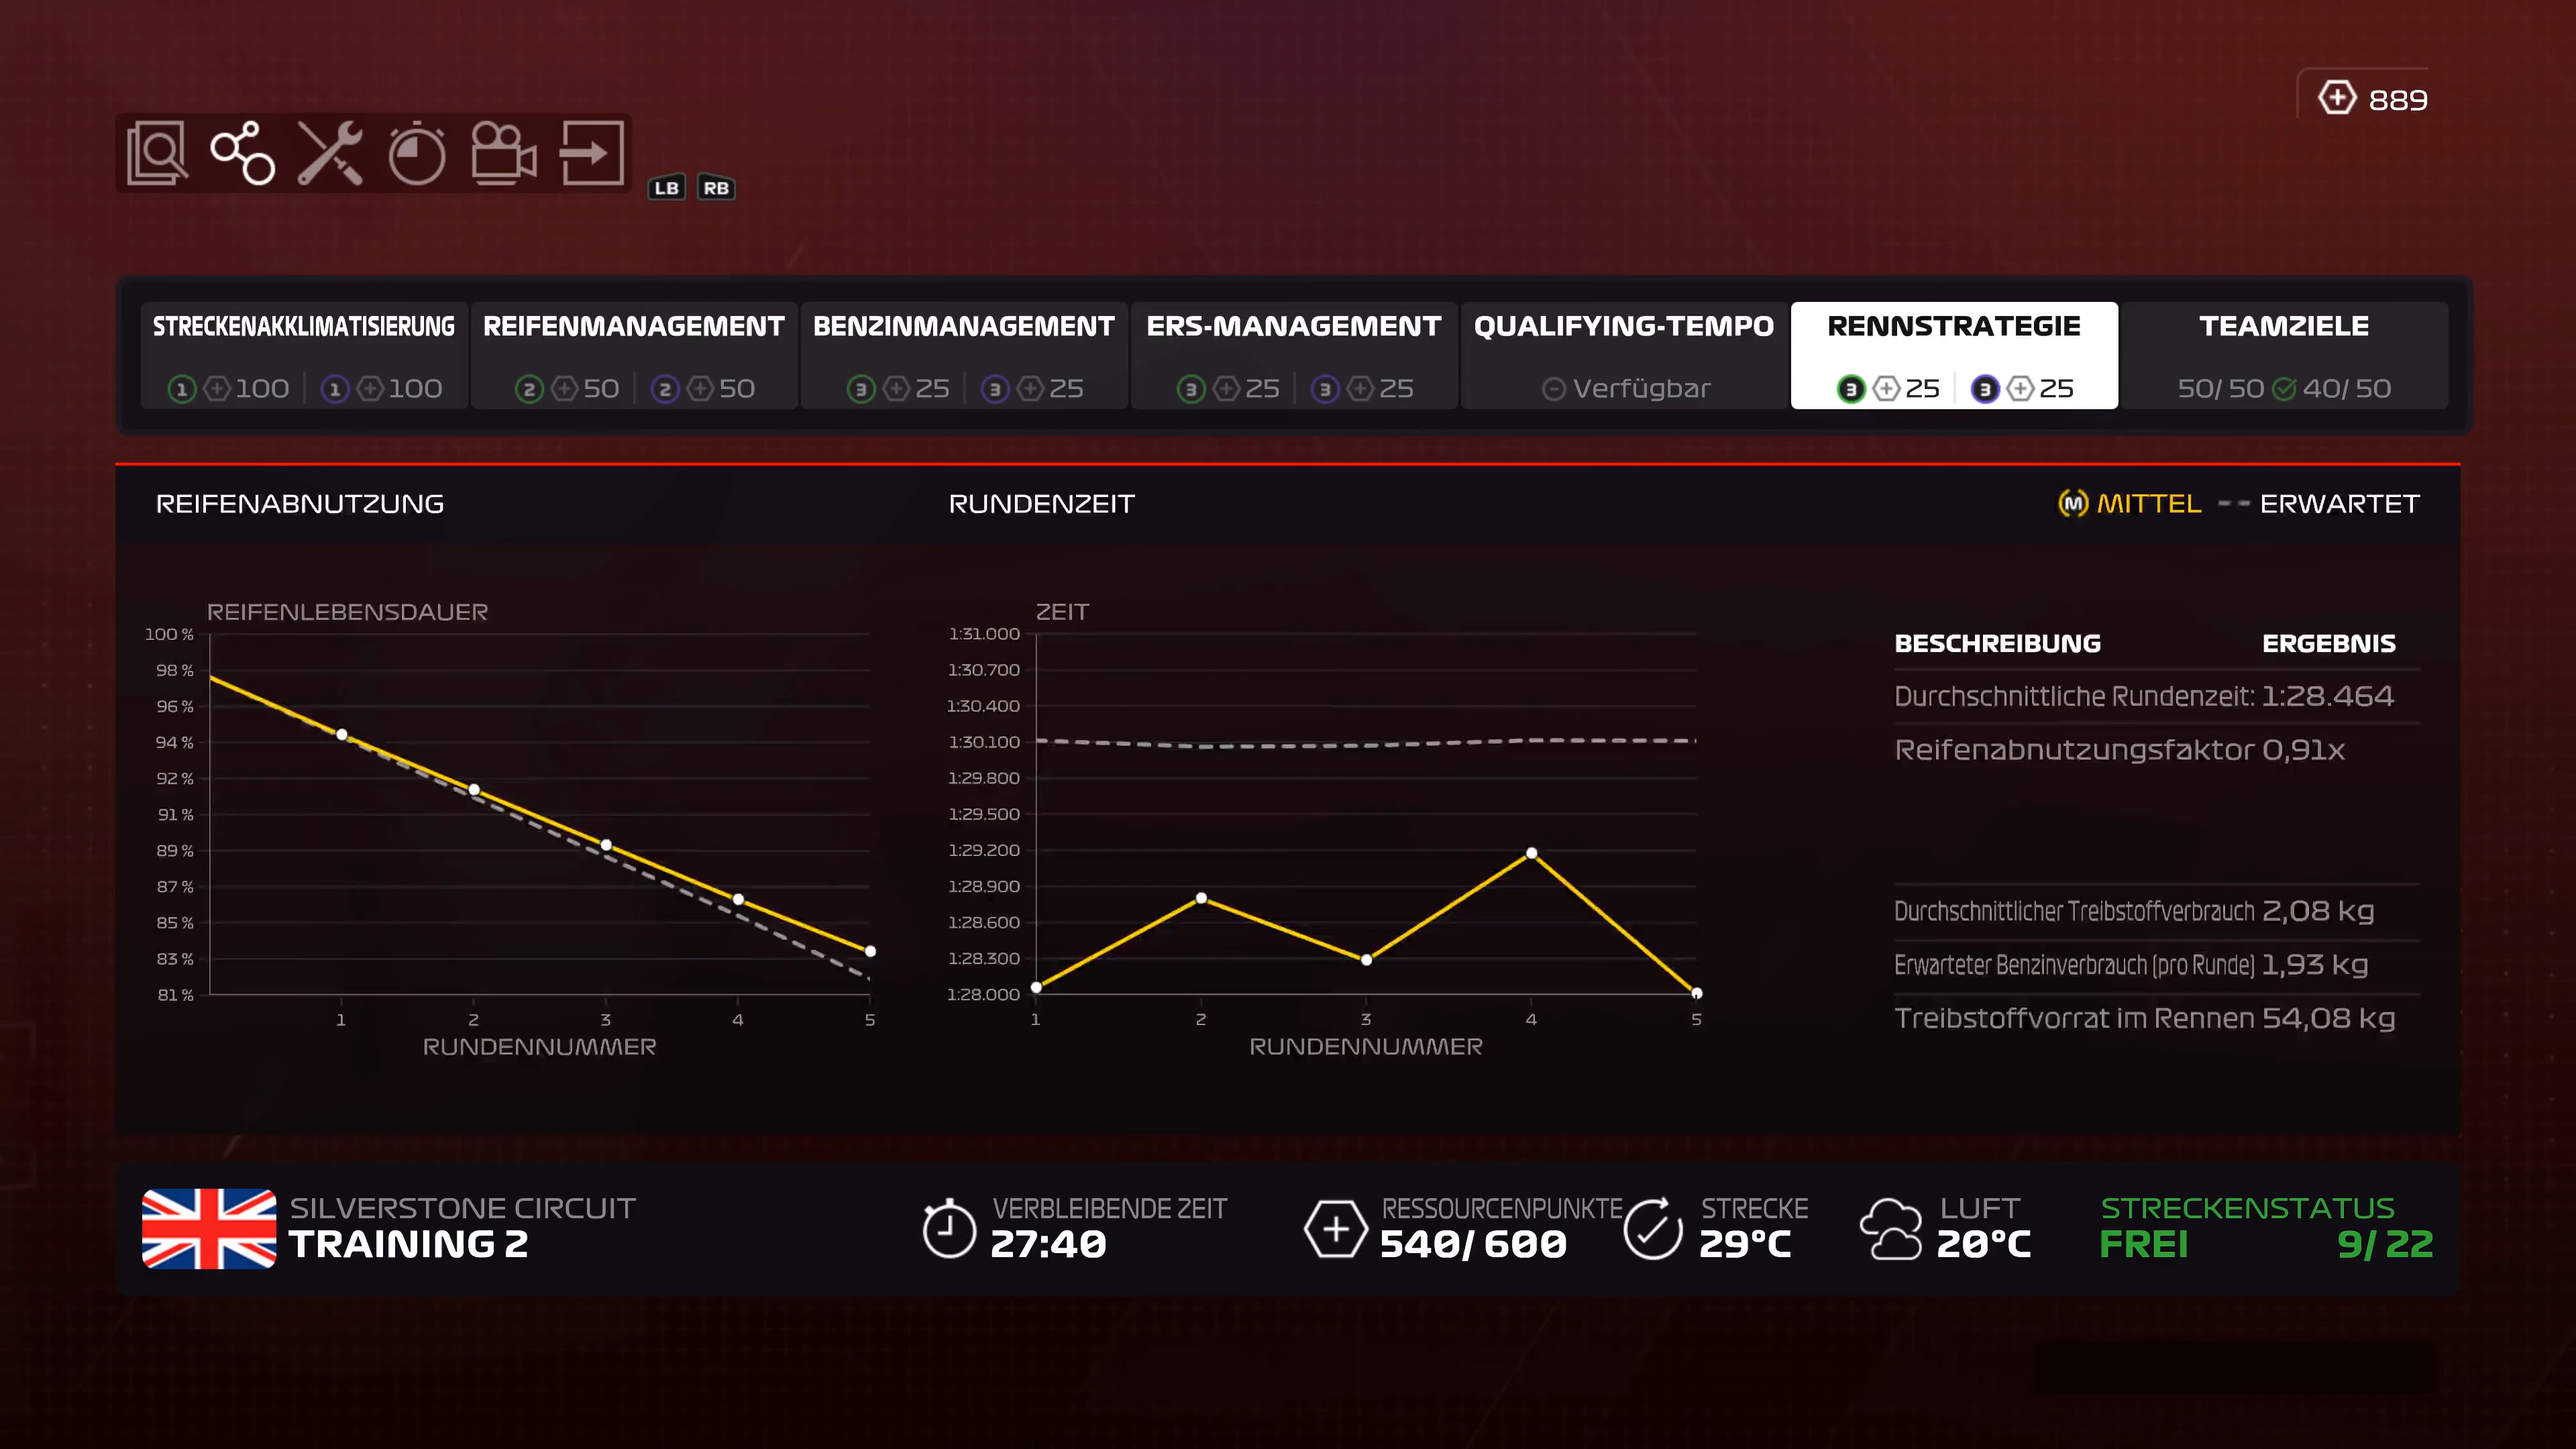 889
LB RB
STRECKENAKKLIMATISIERUNG REIFENMANAGEMENT BENZINMANAGEMENT ERS-MANAGEMENT QUALIFYING-TEMPO RENNSTRATEGIE TEAMZIELE
1 100 1 100 2 50 2 50 3 25 3 25 3 25 3 25 Verfügbar 3 25 3 25 50/ 50 40/ 50
REIFENABNUTZUNG RUNDENZEIT M MITTEL -- ERWARTET
REIFENLEBENSDAUER
100 %
98 %
96 %
94 %
92 %
91 %
89 %
87 %
85 %
83 %
81 %
1 2 3 4 5
RUNDENNUMMER
ZEIT
1:31.000
1:30.700
1:30.400
1:30.100
1:29.800
1:29.500
1:29.200
1:28.900
1:28.600
1:28.300
1:28.000
1 2 3 4 5
RUNDENNUMMER
BESCHREIBUNG ERGEBNIS
Durchschnittliche Rundenzeit: 1:28.464
Reifenabnutzungsfaktor 0,91x
Durchschnittlicher Treibstoffverbrauch 2,08 kg
Erwarteter Benzinverbrauch (pro Runde) 1,93 kg
Treibstoffvorrat im Rennen 54,08 kg
SILVERSTONE CIRCUIT VERBLEIBENDE ZEIT RESSOURCENPUNKTE STRECKE LUFT STRECKENSTATUS
TRAINING 2 27:40 540/ 600 29°C 20°C FREI 9/ 22